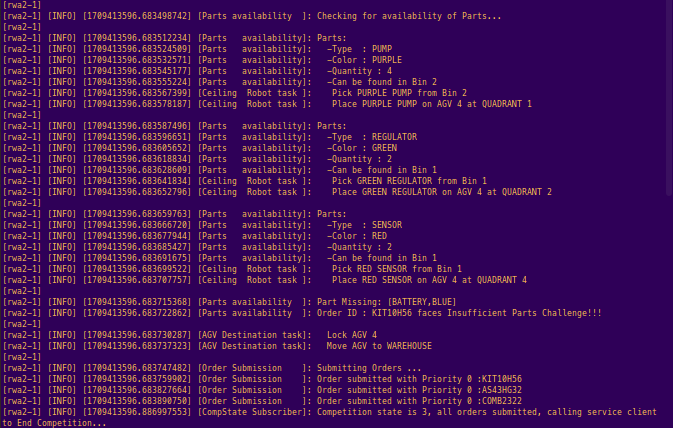 [rwa2-1]
[rwa2-1] [INFO] [1709413596.683498742] [Parts availability  ]: Checking for availability of Parts...
[rwa2-1]
[rwa2-1] [INFO] [1709413596.683512234] [Parts   availability]: Parts:
[rwa2-1] [INFO] [1709413596.683524509] [Parts   availability]:   -Type  : PUMP
[rwa2-1] [INFO] [1709413596.683532571] [Parts   availability]:   -Color : PURPLE
[rwa2-1] [INFO] [1709413596.683545177] [Parts   availability]:   -Quantity : 4
[rwa2-1] [INFO] [1709413596.683555224] [Parts   availability]:   -Can be found in Bin 2
[rwa2-1] [INFO] [1709413596.683567399] [Ceiling  Robot task ]:    Pick PURPLE PUMP from Bin 2
[rwa2-1] [INFO] [1709413596.683578187] [Ceiling  Robot task ]:    Place PURPLE PUMP on AGV 4 at QUADRANT 1
[rwa2-1]
[rwa2-1] [INFO] [1709413596.683587496] [Parts   availability]: Parts:
[rwa2-1] [INFO] [1709413596.683596651] [Parts   availability]:   -Type  : REGULATOR
[rwa2-1] [INFO] [1709413596.683605652] [Parts   availability]:   -Color : GREEN
[rwa2-1] [INFO] [1709413596.683618834] [Parts   availability]:   -Quantity : 2
[rwa2-1] [INFO] [1709413596.683628609] [Parts   availability]:   -Can be found in Bin 1
[rwa2-1] [INFO] [1709413596.683641834] [Ceiling  Robot task ]:    Pick GREEN REGULATOR from Bin 1
[rwa2-1] [INFO] [1709413596.683652796] [Ceiling  Robot task ]:    Place GREEN REGULATOR on AGV 4 at QUADRANT 2
[rwa2-1]
[rwa2-1] [INFO] [1709413596.683659763] [Parts   availability]: Parts:
[rwa2-1] [INFO] [1709413596.683666720] [Parts   availability]:   -Type  : SENSOR
[rwa2-1] [INFO] [1709413596.683677944] [Parts   availability]:   -Color : RED
[rwa2-1] [INFO] [1709413596.683685427] [Parts   availability]:   -Quantity : 2
[rwa2-1] [INFO] [1709413596.683691675] [Parts   availability]:   -Can be found in Bin 1
[rwa2-1] [INFO] [1709413596.683699522] [Ceiling  Robot task ]:    Pick RED SENSOR from Bin 1
[rwa2-1] [INFO] [1709413596.683707757] [Ceiling  Robot task ]:    Place RED SENSOR on AGV 4 at QUADRANT 4
[rwa2-1]
[rwa2-1] [INFO] [1709413596.683715368] [Parts availability  ]: Part Missing: [BATTERY,BLUE]
[rwa2-1] [INFO] [1709413596.683722862] [Parts availability  ]: Order ID : KIT10H56 faces Insufficient Parts Challenge!!!
[rwa2-1]
[rwa2-1] [INFO] [1709413596.683730287] [AGV Destination task]:   Lock AGV 4
[rwa2-1] [INFO] [1709413596.683737323] [AGV Destination task]:   Move AGV to WAREHOUSE
[rwa2-1]
[rwa2-1] [INFO] [1709413596.683747482] [Order Submission    ]: Submitting Orders ...
[rwa2-1] [INFO] [1709413596.683759902] [Order Submission    ]: Order submitted with Priority 0 :KIT10H56
[rwa2-1] [INFO] [1709413596.683827664] [Order Submission    ]: Order submitted with Priority 0 :AS43HG32
[rwa2-1] [INFO] [1709413596.683890750] [Order Submission    ]: Order submitted with Priority 0 :COMB2322
[rwa2-1] [INFO] [1709413596.886997553] [CompState Subscriber]: Competition state is 3, all orders submitted, calling service client
to End Competition...